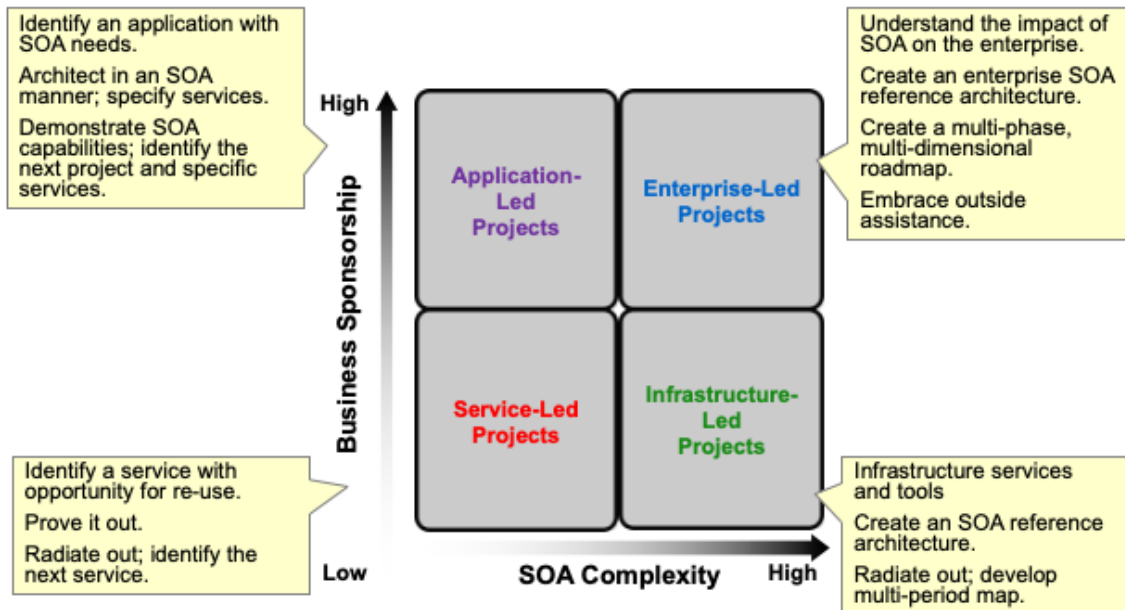 Identify an application with
SOA needs.
Architect in an SOA
manner; specify services.
Demonstrate SOA
capabilities; identify the
next project and specific
services.
Understand the impact of
SOA on the enterprise.
Create an enterprise SOA
reference architecture.
Create a multi-phase,
multi-dimensional
roadmap.
Embrace outside
assistance.
High
Business Sponsorship
Application-
Led
Projects
Enterprise-Led
Projects
Service-Led
Projects
Infrastructure-
Led
Projects
Identify a service with
opportunity for re-use.
Prove it out.
Radiate out; identify the
next service.
Low
SOA Complexity
High
Infrastructure services
and tools
Create an SOA reference
architecture.
Radiate out; develop
multi-period map.